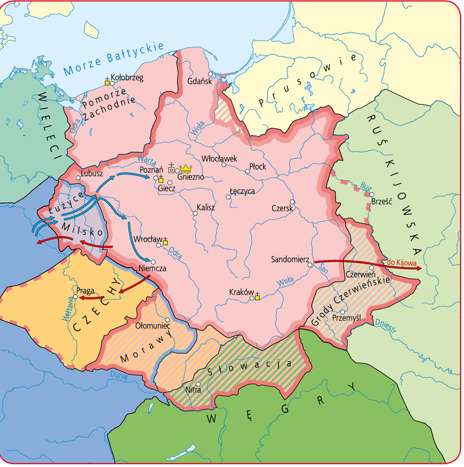 Morze Bałtyckie
Kołobrzeg
Gdańsk
Prusowie
Pomorze
Zachodnie
WIELECI
Odra
Wisła
RUŚ KIJOWSKA
Lubusz
Warta
Poznań
Gniezno
Giecz
Włocławek
Płock
Bug
Brześć
Łużyce
Milsko
Kalisz
Łęczyca
Czersk
Wrocław
Odra
Niemcza
Sandomierz
San
do Kijowa
Czerwień
Praga
Wełtawa
CZECHY
Kraków
Wisła
Grody Czerwieńskie
Przemyśl
Dniestr
Ołomuniec
Morawy
Słowacja
Dunaj
Nitra
WĘGRY